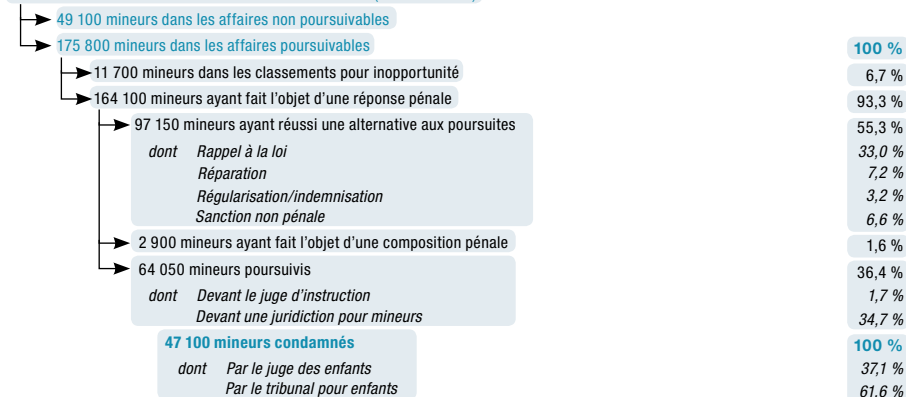 49 100 mineurs dans les affaires non poursuivables
175 800 mineurs dans les affaires poursuivables 100 %
11 700 mineurs dans les classements pour inopportunité 6,7 %
164 100 mineurs ayant fait l’objet d’une réponse pénale 93,3 %
97 150 mineurs ayant réussi une alternative aux poursuites 55,3 %
dont Rappel à la loi 33,0 %
Réparation 7,2 %
Régularisation/indemnisation 3,2 %
Sanction non pénale 6,6 %
2 900 mineurs ayant fait l’objet d’une composition pénale 1,6 %
64 050 mineurs poursuivis 36,4 %
dont Devant le juge d’instruction 1,7 %
Devant une juridiction pour mineurs 34,7 %
47 100 mineurs condamnés 100 %
dont Par le juge des enfants 37,1 %
Par le tribunal pour enfants 61,6 %